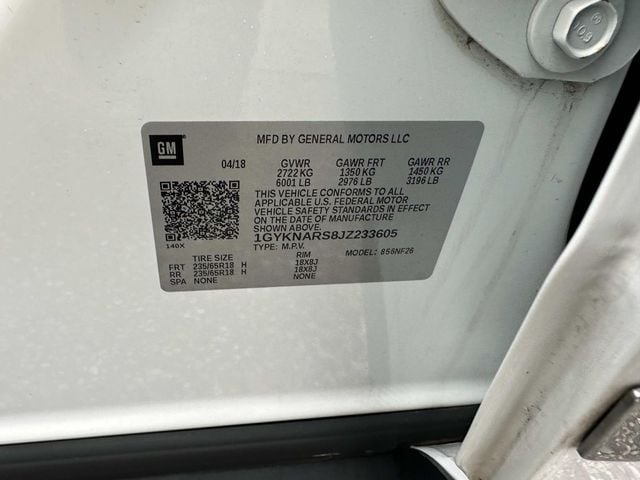 GM
MFD BY GENERAL MOTORS LLC
04/18 GVWR GAWR FRT GAWR RR
2722 KG 1350 KG 1450 KG
6001 LB 2976 LB 3196 LB
THIS VEHICLE CONFORMS TO ALL
APPLICABLE U.S. FEDERAL MOTOR
VEHICLE SAFETY STANDARDS IN EFFECT
ON THE DATE OF MANUFACTURE
SHOWN ABOVE.
1GYKNARS8JZ233605
140X TYPE: M.P.V. MODEL: 856NF26
TIRE SIZE RIM
FRT 235/65R18 H 18X8J
RR 235/65R18 H 18X8J
SPA NONE NONE